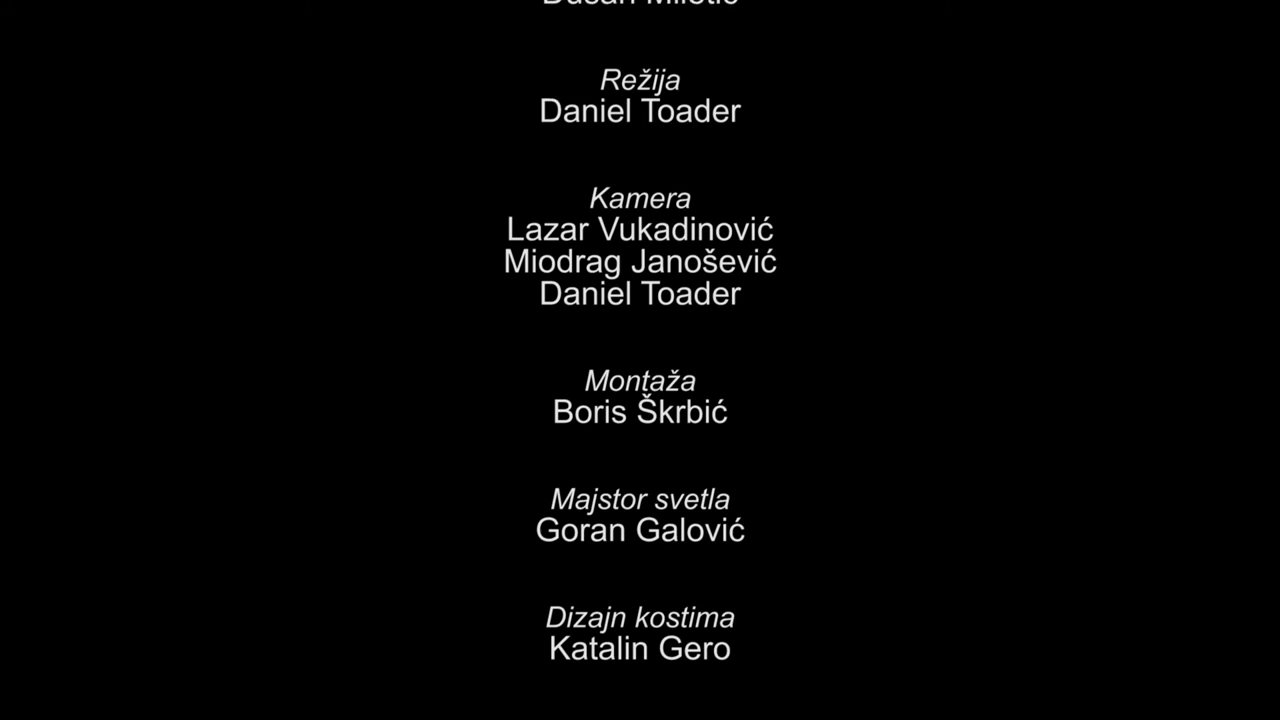 Režija
Daniel Toader
Kamera
Lazar Vukadinović
Miodrag Janošević
Daniel Toader
Montaža
Boris Škrbić
Majstor svetla
Goran Galović
Dizajn kostima
Katalin Gero